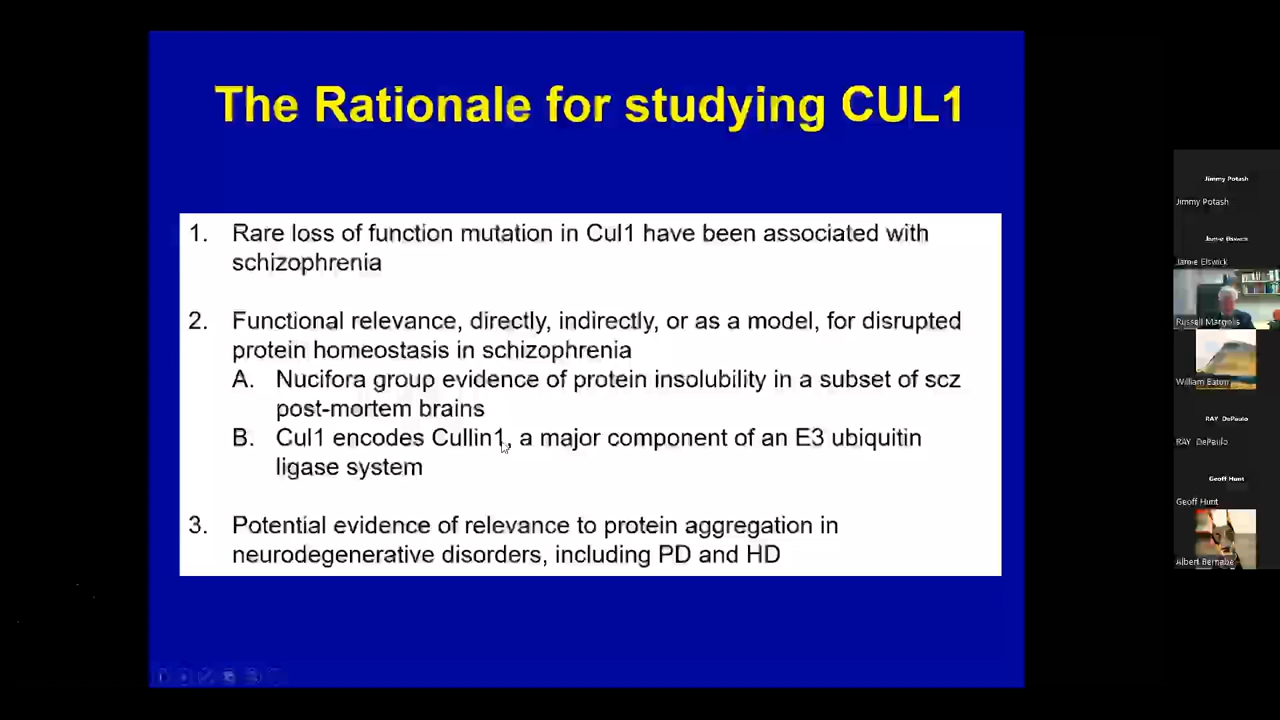 The Rationale for studying CUL1
1. Rare loss of function mutation in Cul1 have been associated with
schizophrenia
2. Functional relevance, directly, indirectly, or as a model, for disrupted
protein homeostasis in schizophrenia
A. Nucifora group evidence of protein insolubility in a subset of scz
post-mortem brains
B. Cul1 encodes Cullin1, a major component of an E3 ubiquitin
ligase system
3. Potential evidence of relevance to protein aggregation in
neurodegenerative disorders, including PD and HD
Jimmy Potash
Jimmy Potash
Jamie Elswick
Jamie Elswick
Russell Margolis
William Eaton
RAY DePaulo
RAY DePaulo
Geoff Hunt
Geoff Hunt
Albert Bernabe